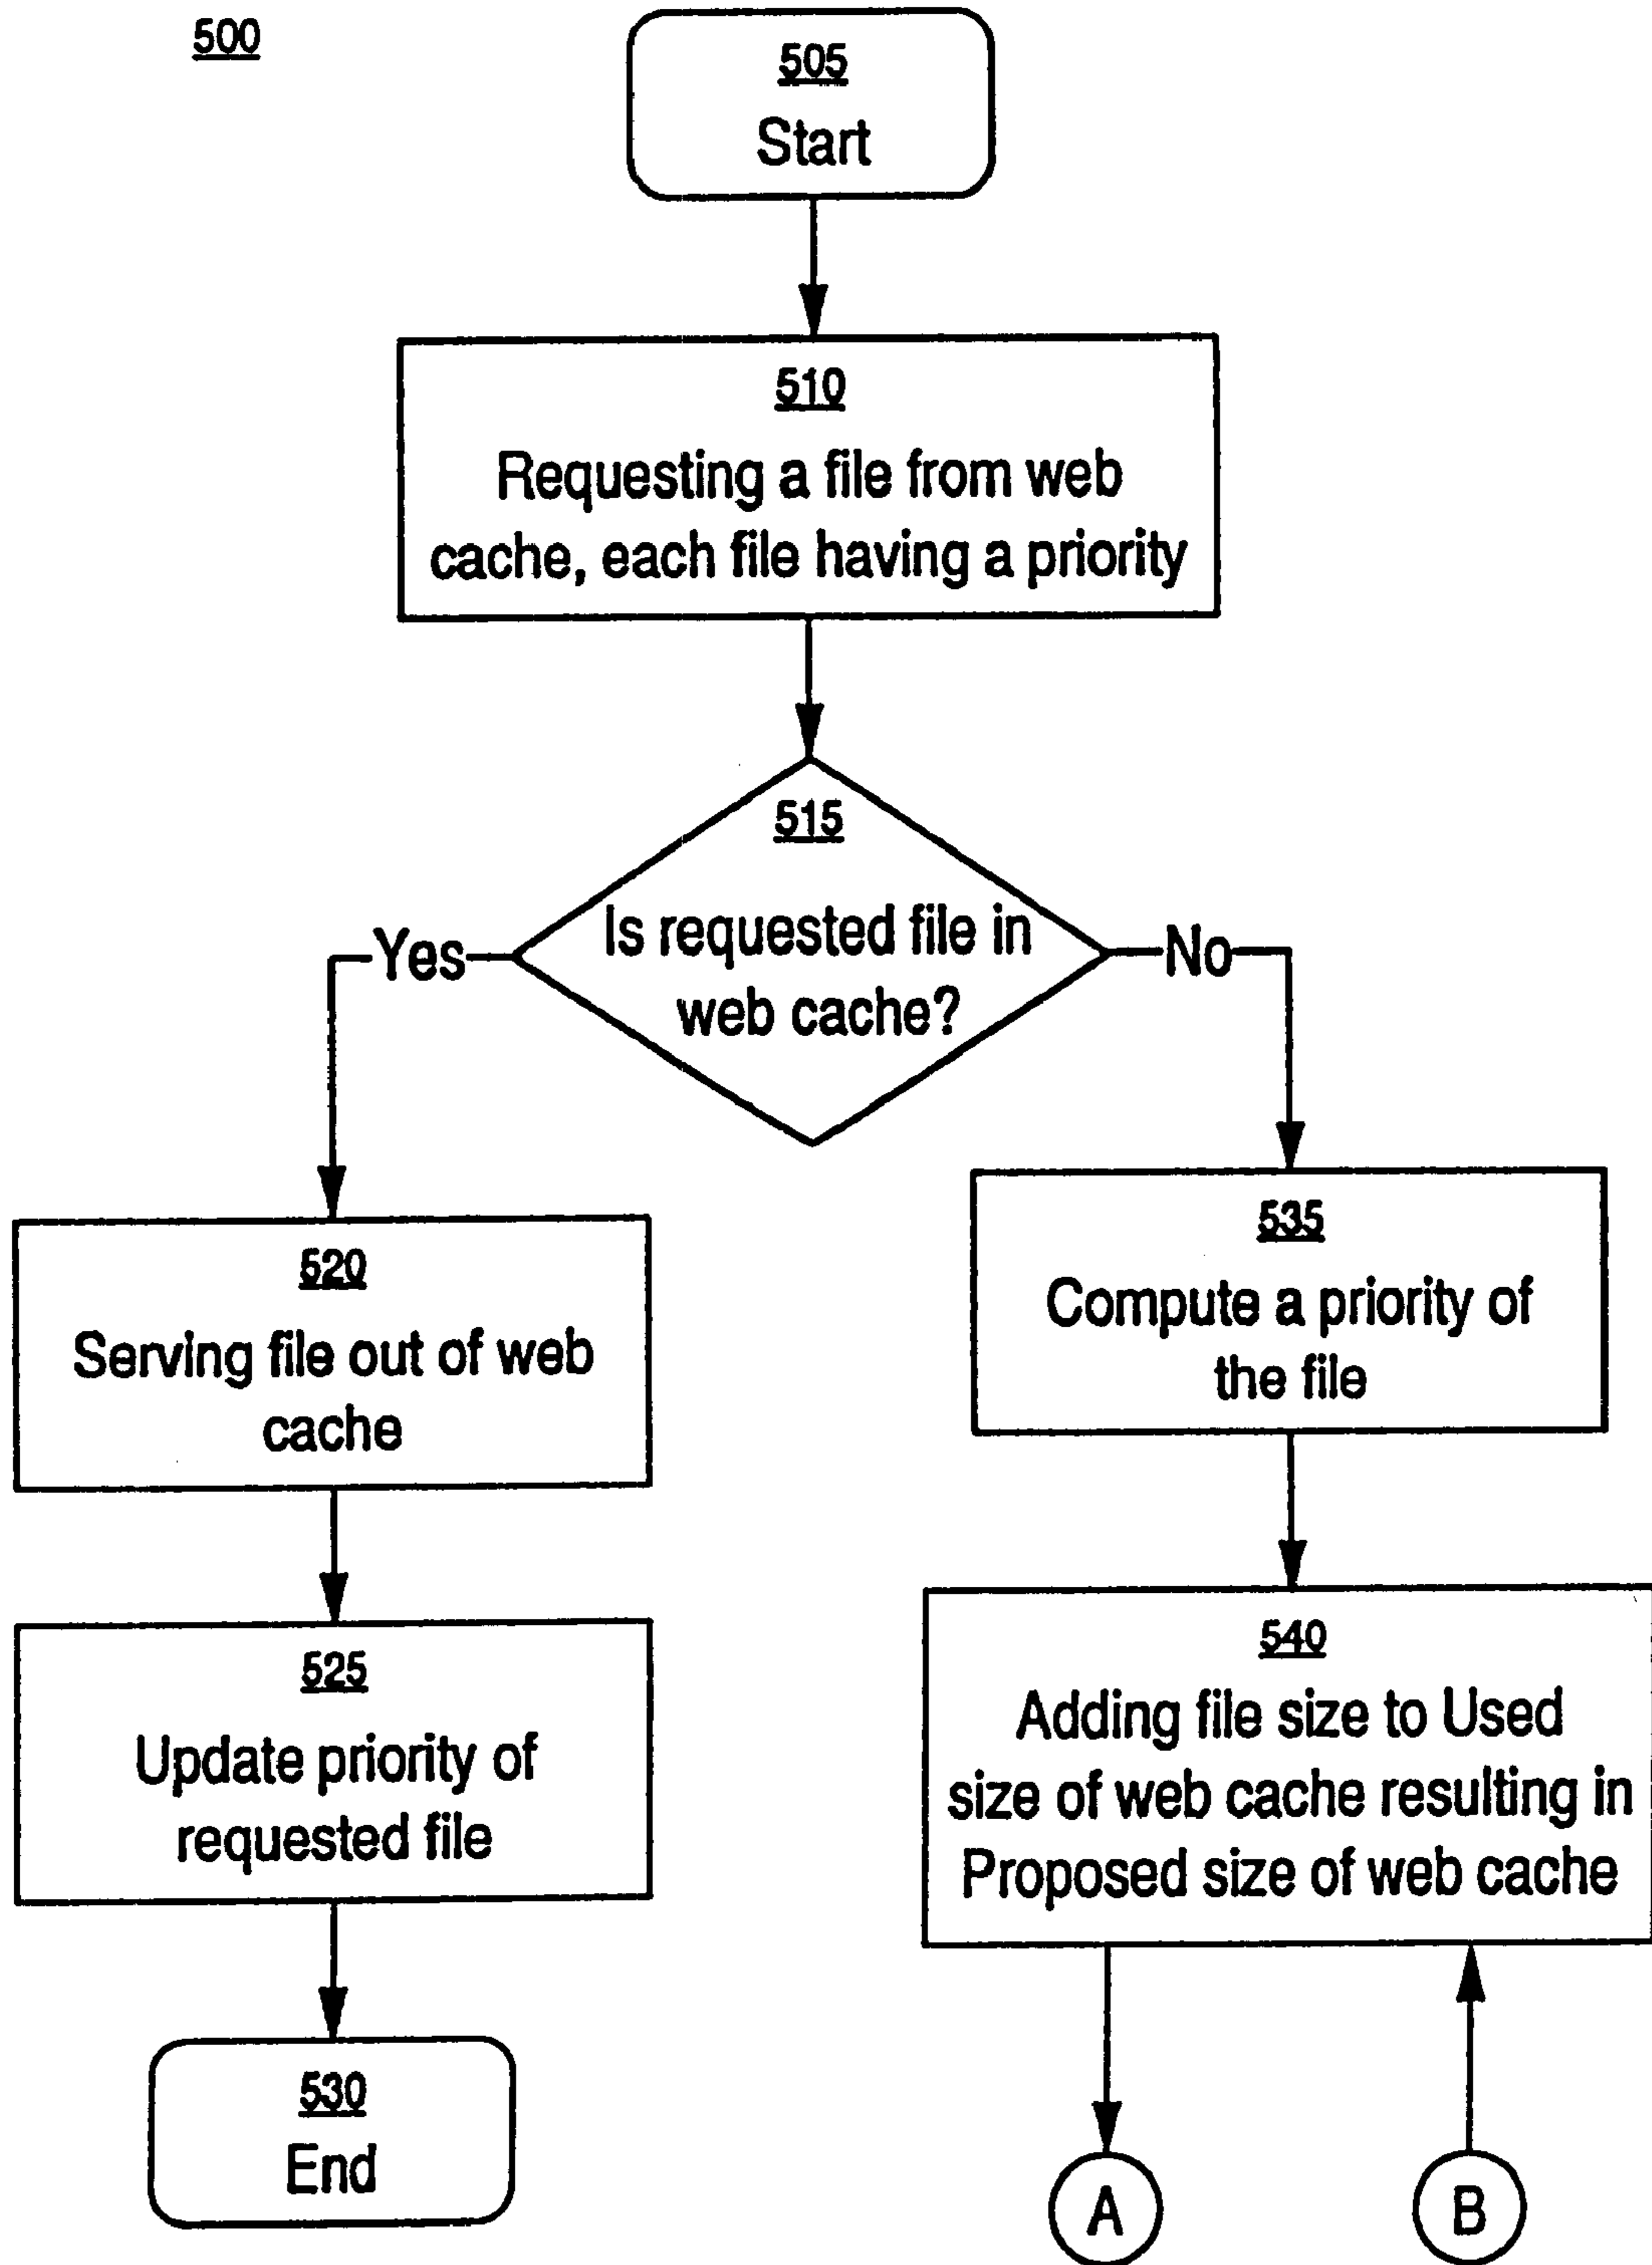 500
505
Start
510
Requesting a file from web
cache, each file having a priority
515
Is requested file in
web cache?
Yes
No
520
Serving file out of web
cache
525
Update priority of
requested file
530
End
535
Compute a priority of
the file
540
Adding file size to Used
size of web cache resulting in
Proposed size of web cache
A
B